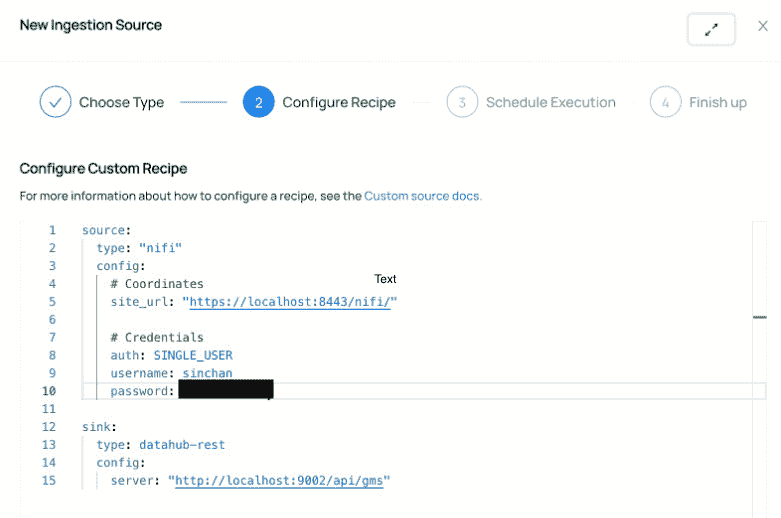 New Ingestion Source
Choose Type
2 Configure Recipe
3 Schedule Execution
4 Finish up
Configure Custom Recipe
For more information about how to configure a recipe, see the Custom source docs.
1 source:
2 type: "nifi"
3 config:
4 # Coordinates
Text
5 site_url: "https://localhost:8443/nifi/"
6
7 # Credentials
8 auth: SINGLE_USER
9 username: sinchan
10 password:
11
12 sink:
13 type: datahub-rest
14 config:
15 server: "http://localhost:9002/api/gms"